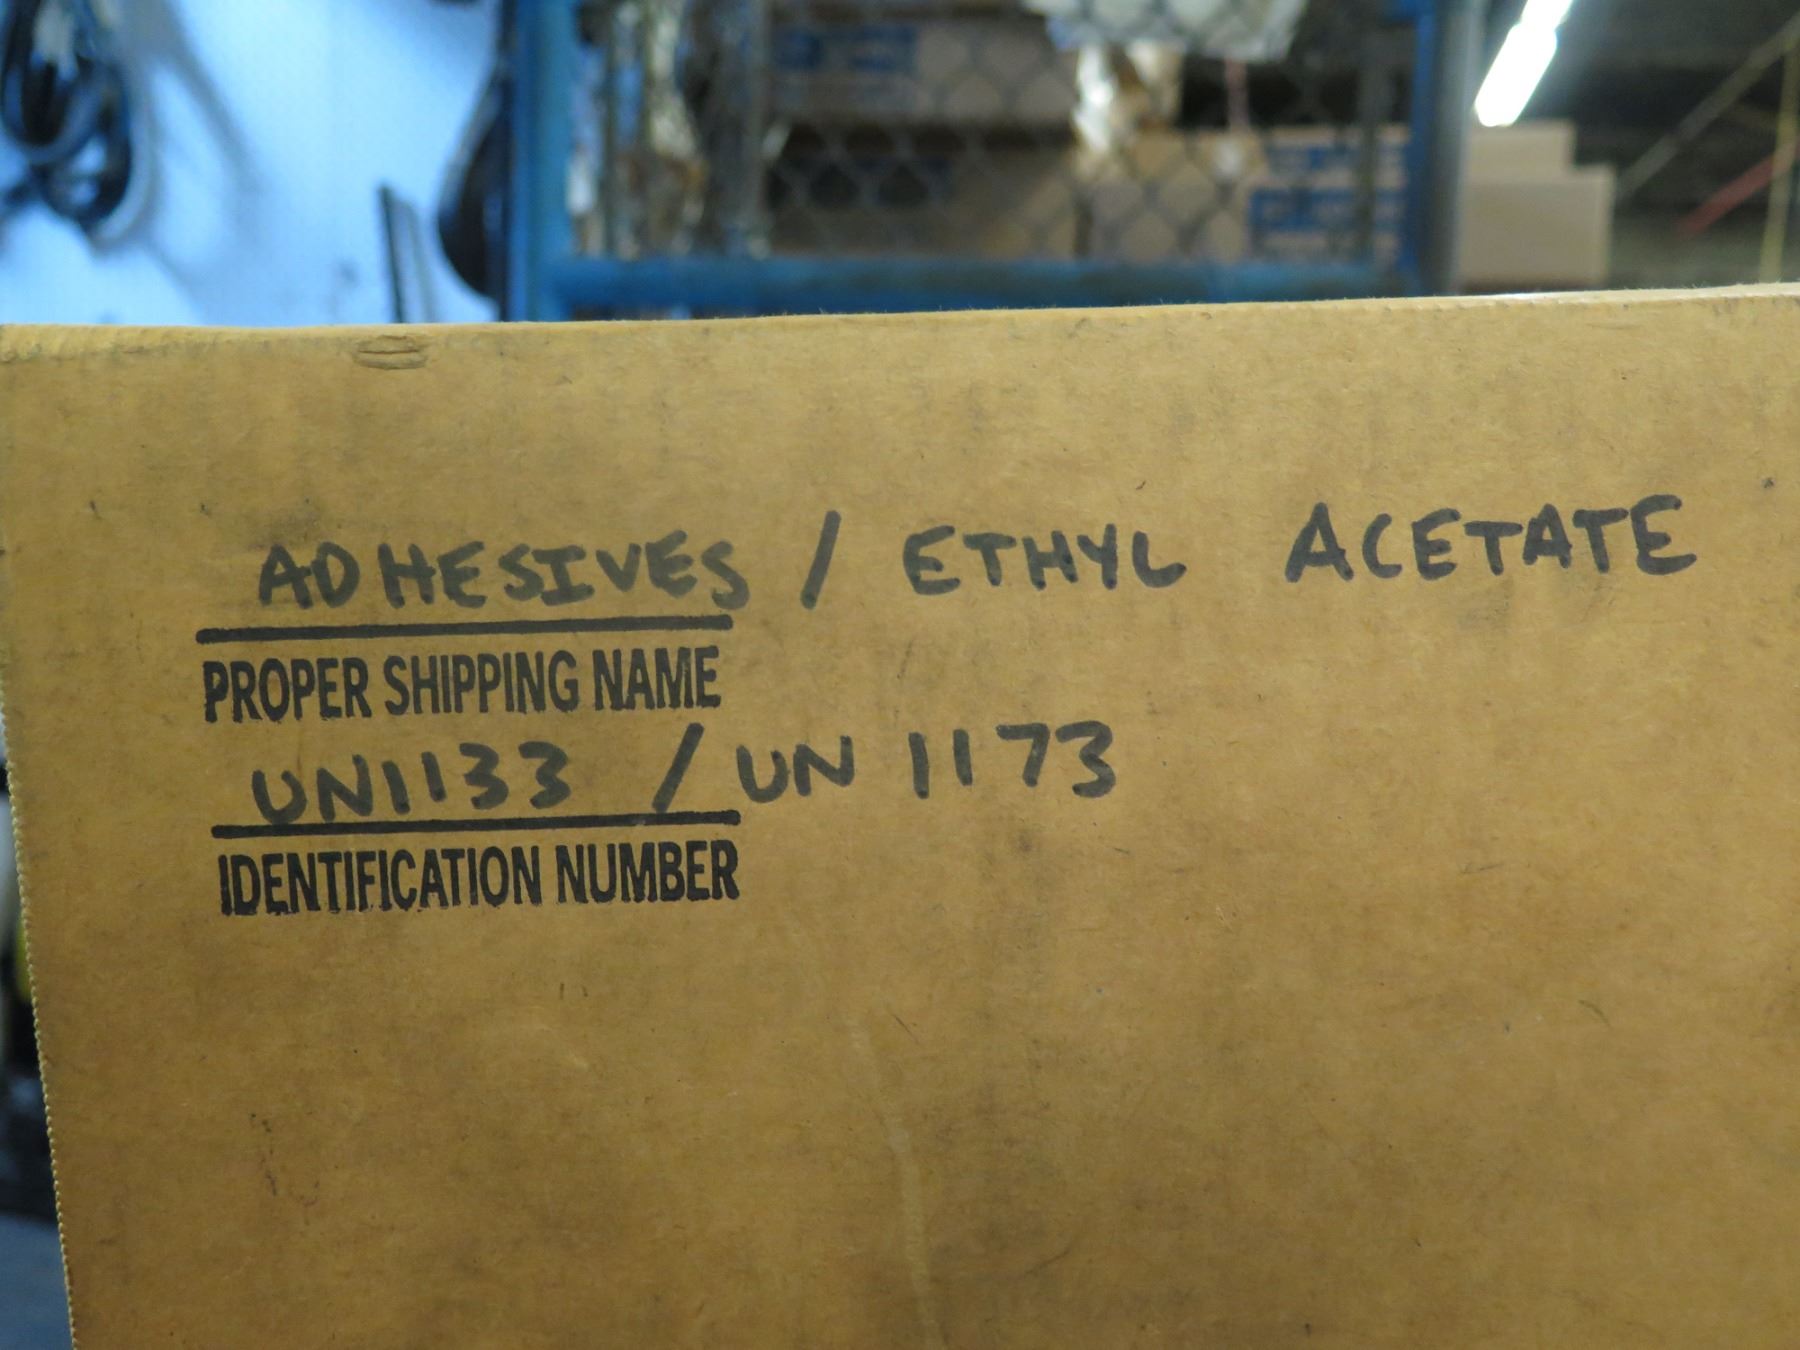 ADHESIVES / ETHYL ACETATE
PROPER SHIPPING NAME
UN1133 / UN 1173
IDENTIFICATION NUMBER